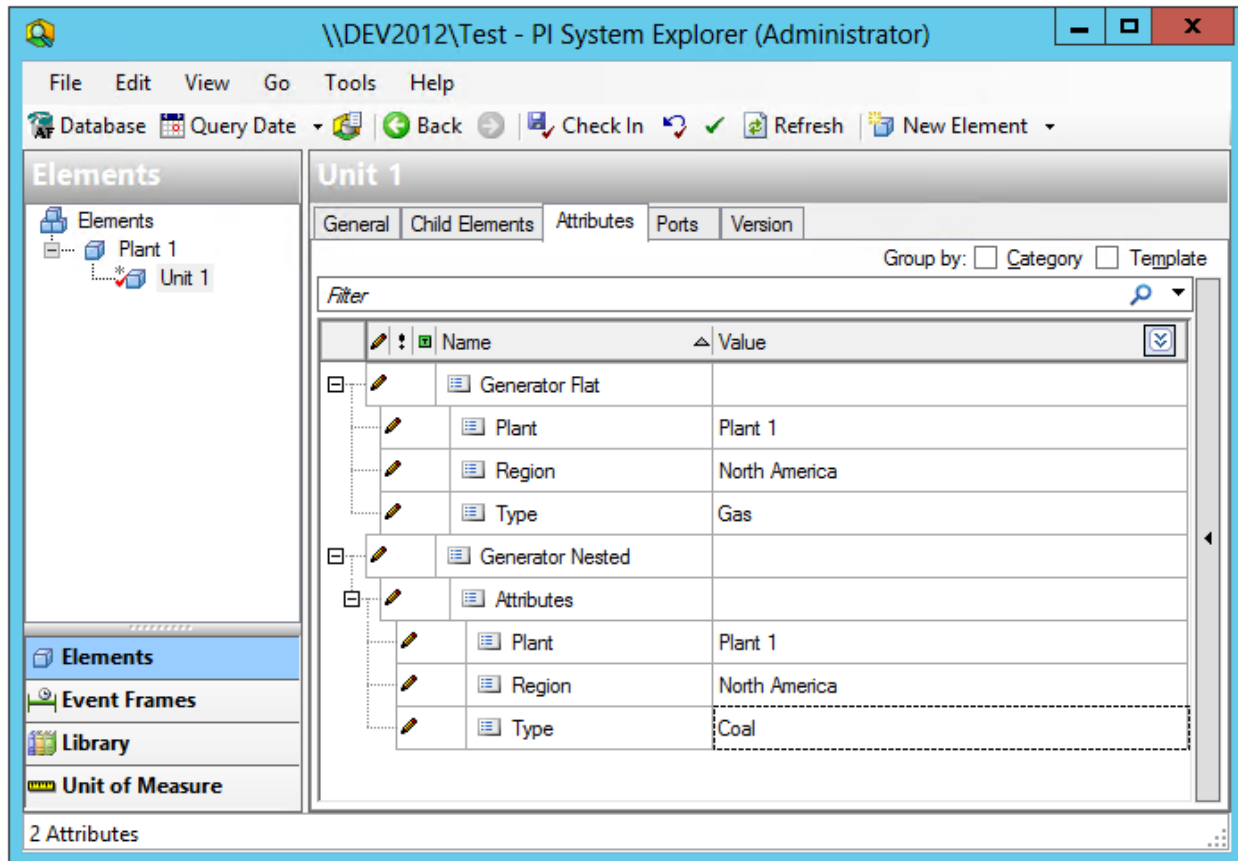 \\DEV2012\Test - PI System Explorer (Administrator)
File Edit View Go Tools Help
Database Query Date Back Check In Refresh New Element
Elements
Elements
Plant 1
Unit 1
Elements
Event Frames
Library
Unit of Measure
Unit 1
General Child Elements Attributes Ports Version
Group by: Category Template
Filter
Name Value
Generator Flat
Plant Plant 1
Region North America
Type Gas
Generator Nested
Attributes
Plant Plant 1
Region North America
Type Coal
2 Attributes